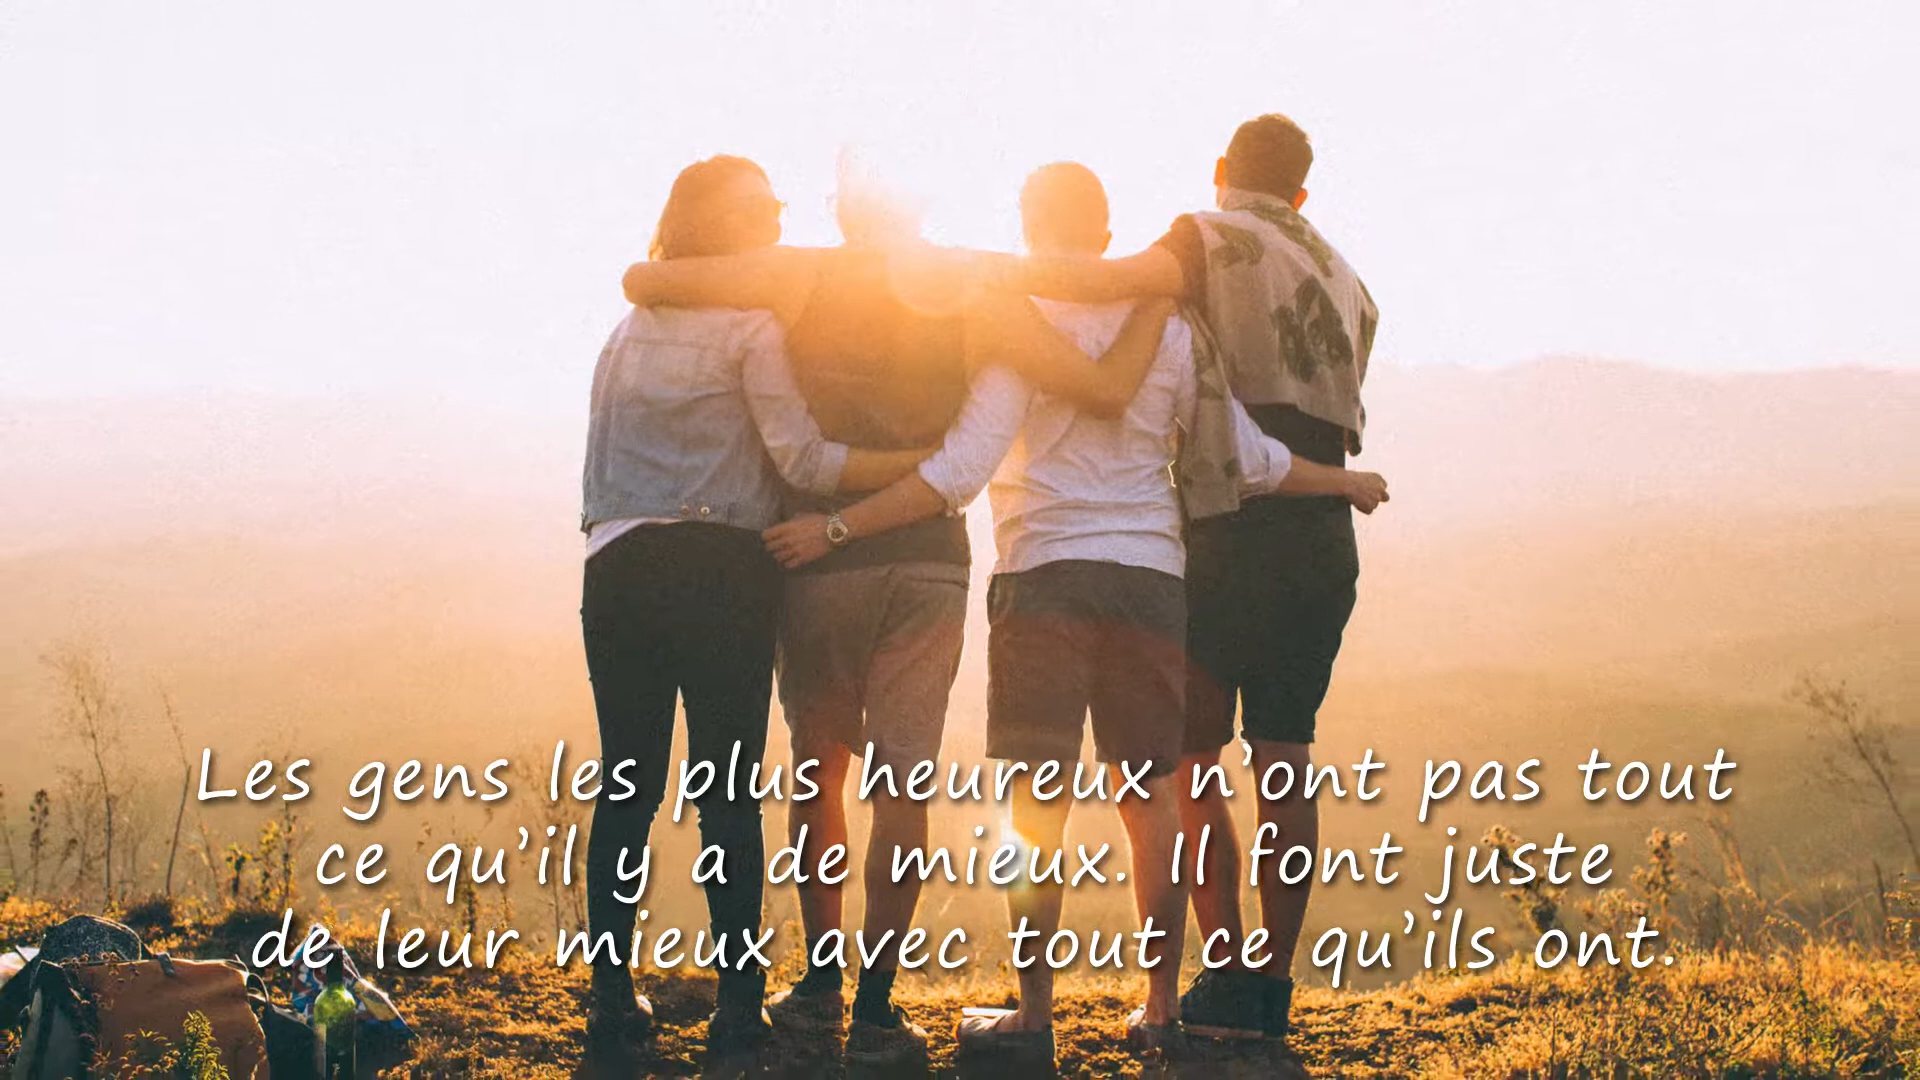 Les gens les plus heureux n’ont pas tout
ce qu’il y a de mieux. Il font juste
de leur mieux avec tout ce qu’ils ont.